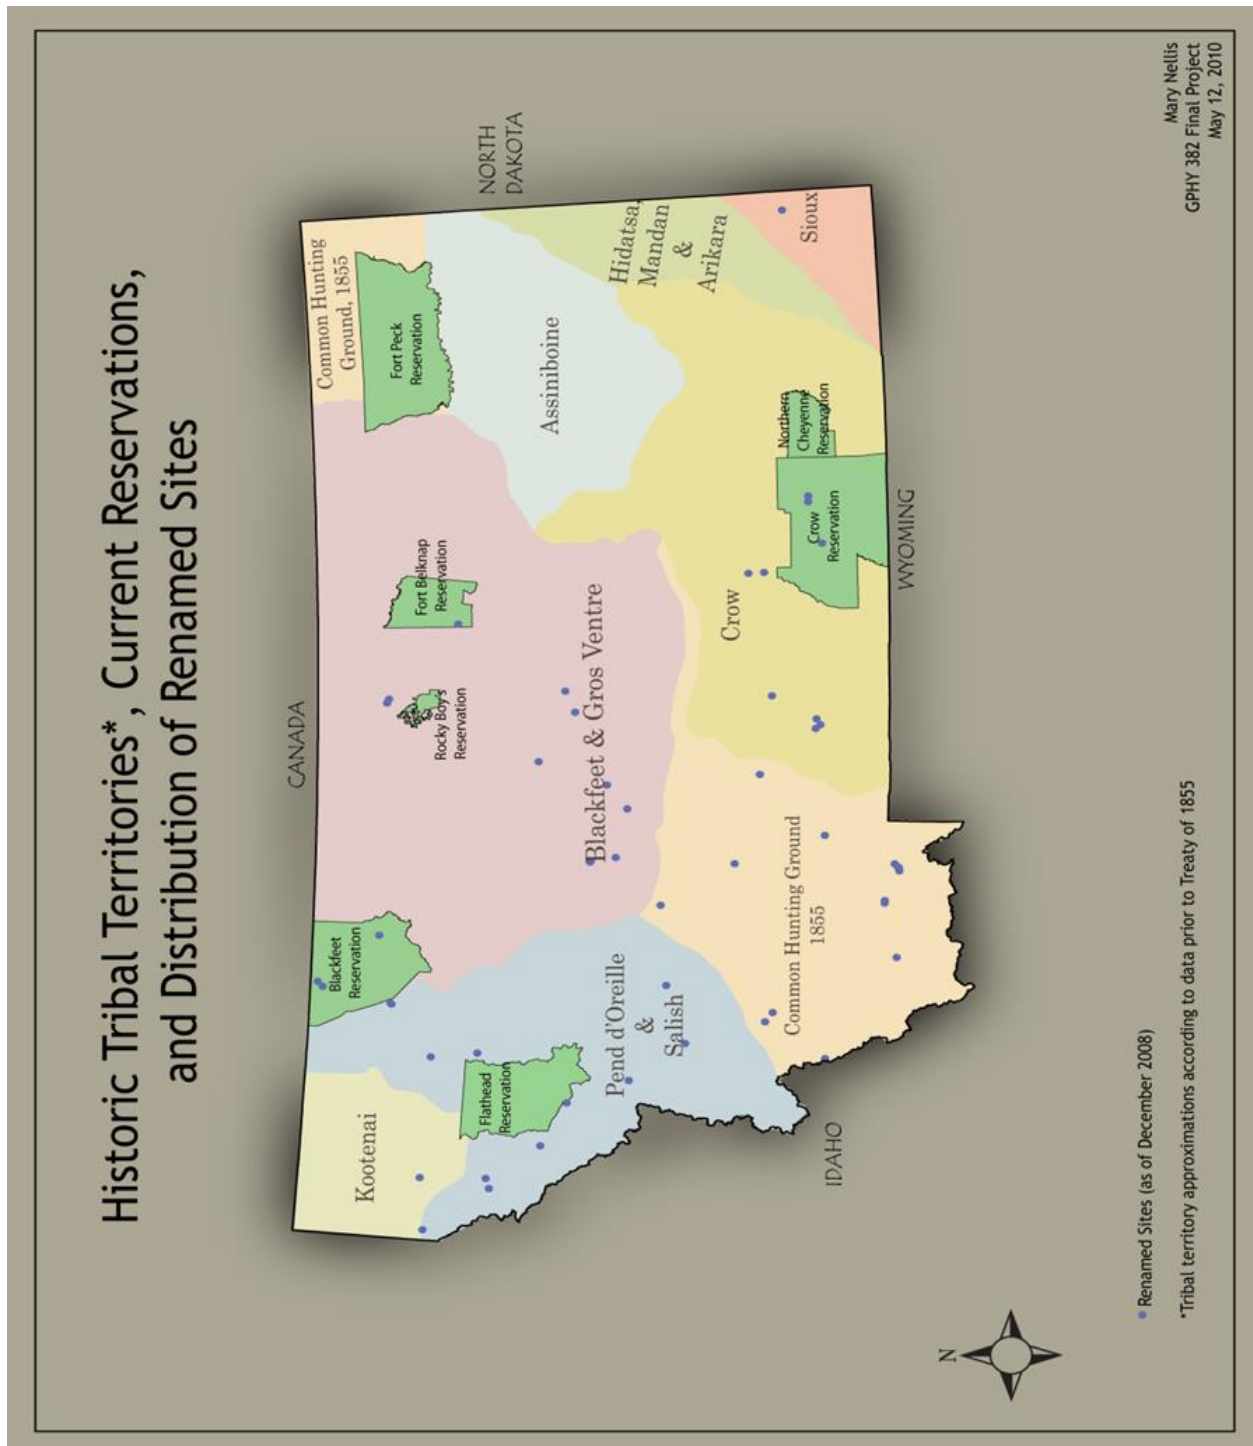 Historic Tribal Territories*, Current Reservations,
and Distribution of Renamed Sites
CANADA
Kootenai
Blackfeet
Reservation
Flathead
Reservation
Pend d'Oreille
&
Salish
Rocky Boy's
Reservation
Fort Belknap
Reservation
Blackfeet & Gros Ventre
Common Hunting
Ground, 1855
Fort Peck
Reservation
Assiniboine
NORTH
DAKOTA
Hidatsa,
Mandan
&
Arikara
Sioux
Crow
Crow
Reservation
Northern
Cheyenne
Reservation
Common Hunting Ground
1855
IDAHO
WYOMING
N
Renamed Sites (as of December 2008)
*Tribal territory approximations according to data prior to Treaty of 1855
Mary Nellis
GPHY 382 Final Project
May 12, 2010